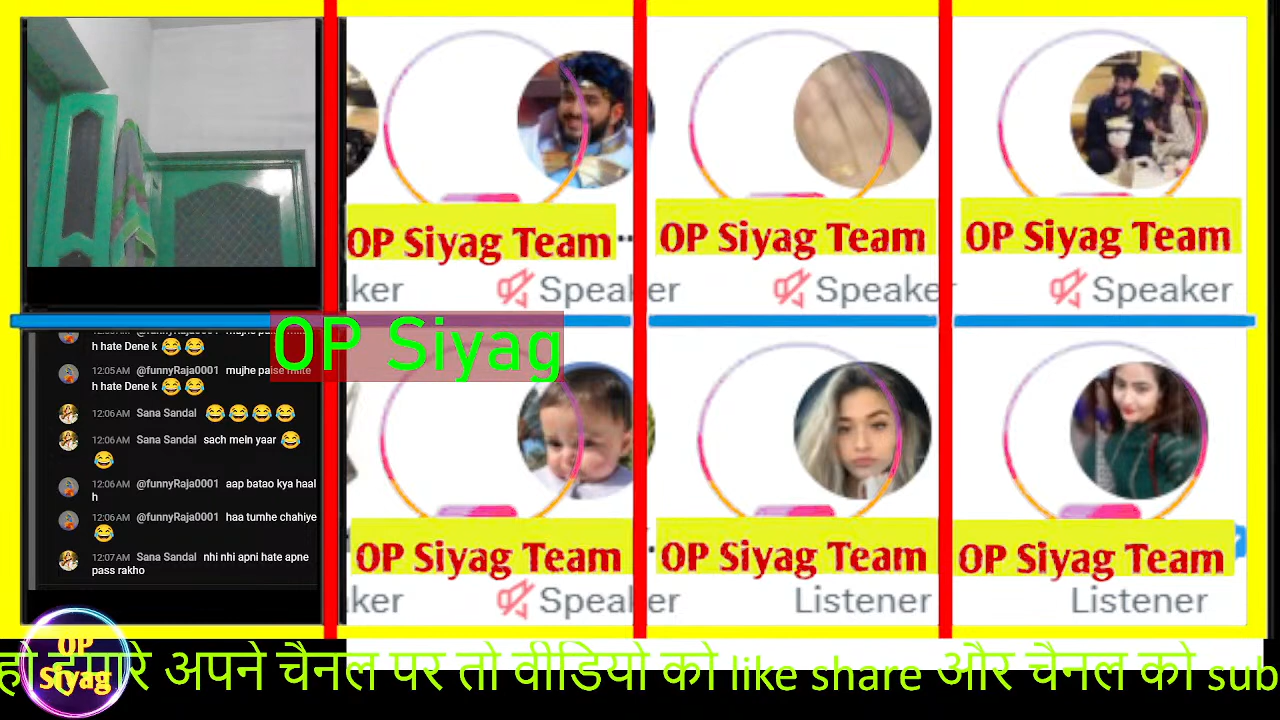 OP Siyag Team
OP Siyag Team
OP Siyag Team
ker
Speaker
Speaker
Speaker
OP Siyag
h hate Dene k 😂😂
12:05AM @funnyRaja0001 mujhe paise milte
h hate Dene k 😂😂
12:06AM Sana Sandal 😂😂😂😂
12:06AM Sana Sandal sach mein yaar 😂
😂
12:06AM @funnyRaja0001 aap batao kya haal
h
12:06AM @funnyRaja0001 haa tumhe chahiye
😂
12:07AM Sana Sandal nhi nhi apni hate apne
pass rakho
OP Siyag Team
OP Siyag Team
OP Siyag Team
ker
Speaker
Listener
Listener
OP
Siyag
हो हमारे अपने चैनल पर तो वीडियो को like share और चैनल को sub